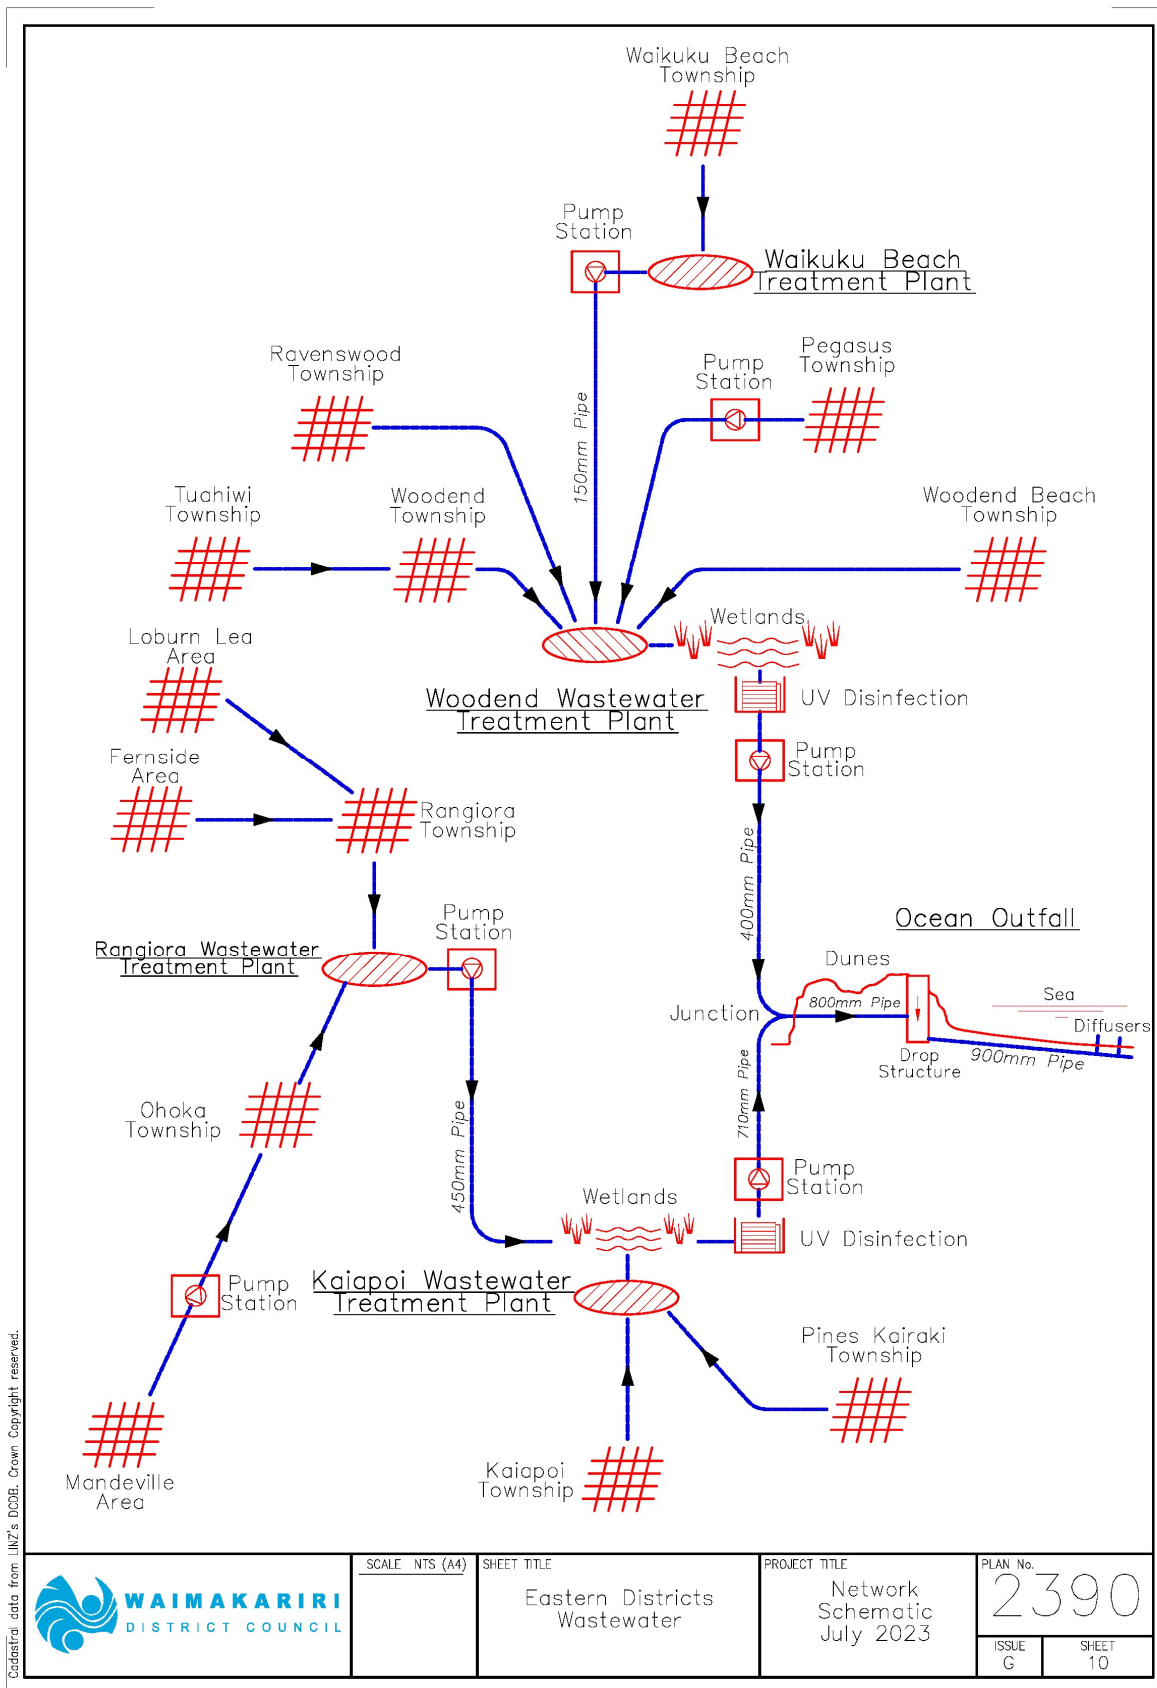 Waikuku Beach
Township
Pump
Station
Waikuku Beach
Treatment Plant
Ravenswood
Township
Pump
Station
Pegasus
Township
150mm Pipe
Tuahiwi
Township
Woodend
Township
Woodend Beach
Township
Wetlands
Loburn Lea
Area
Woodend Wastewater
Treatment Plant
UV Disinfection
Fernside
Area
Pump
Station
Rangiora
Township
400mm Pipe
Pump
Station
Ocean Outfall
Rangiora Wastewater
Treatment Plant
Dunes
800mm Pipe
Sea
Junction
Diffusers
Drop
Structure
900mm Pipe
710mm Pipe
Ohoka
Township
450mm Pipe
Pump
Station
Wetlands
UV Disinfection
Kaiapoi Wastewater
Treatment Plant
Pump
Station
Pines Kairaki
Township
Kaiapoi
Township
Mandeville
Area
Cadastral data from LINZ's DCDB. Crown Copyright reserved.
WAIMAKARIRI
DISTRICT COUNCIL
SCALE NTS (A4)
SHEET TITLE
Eastern Districts
Wastewater
PROJECT TITLE
Network
Schematic
July 2023
PLAN No.
2390
ISSUE
G
SHEET
10